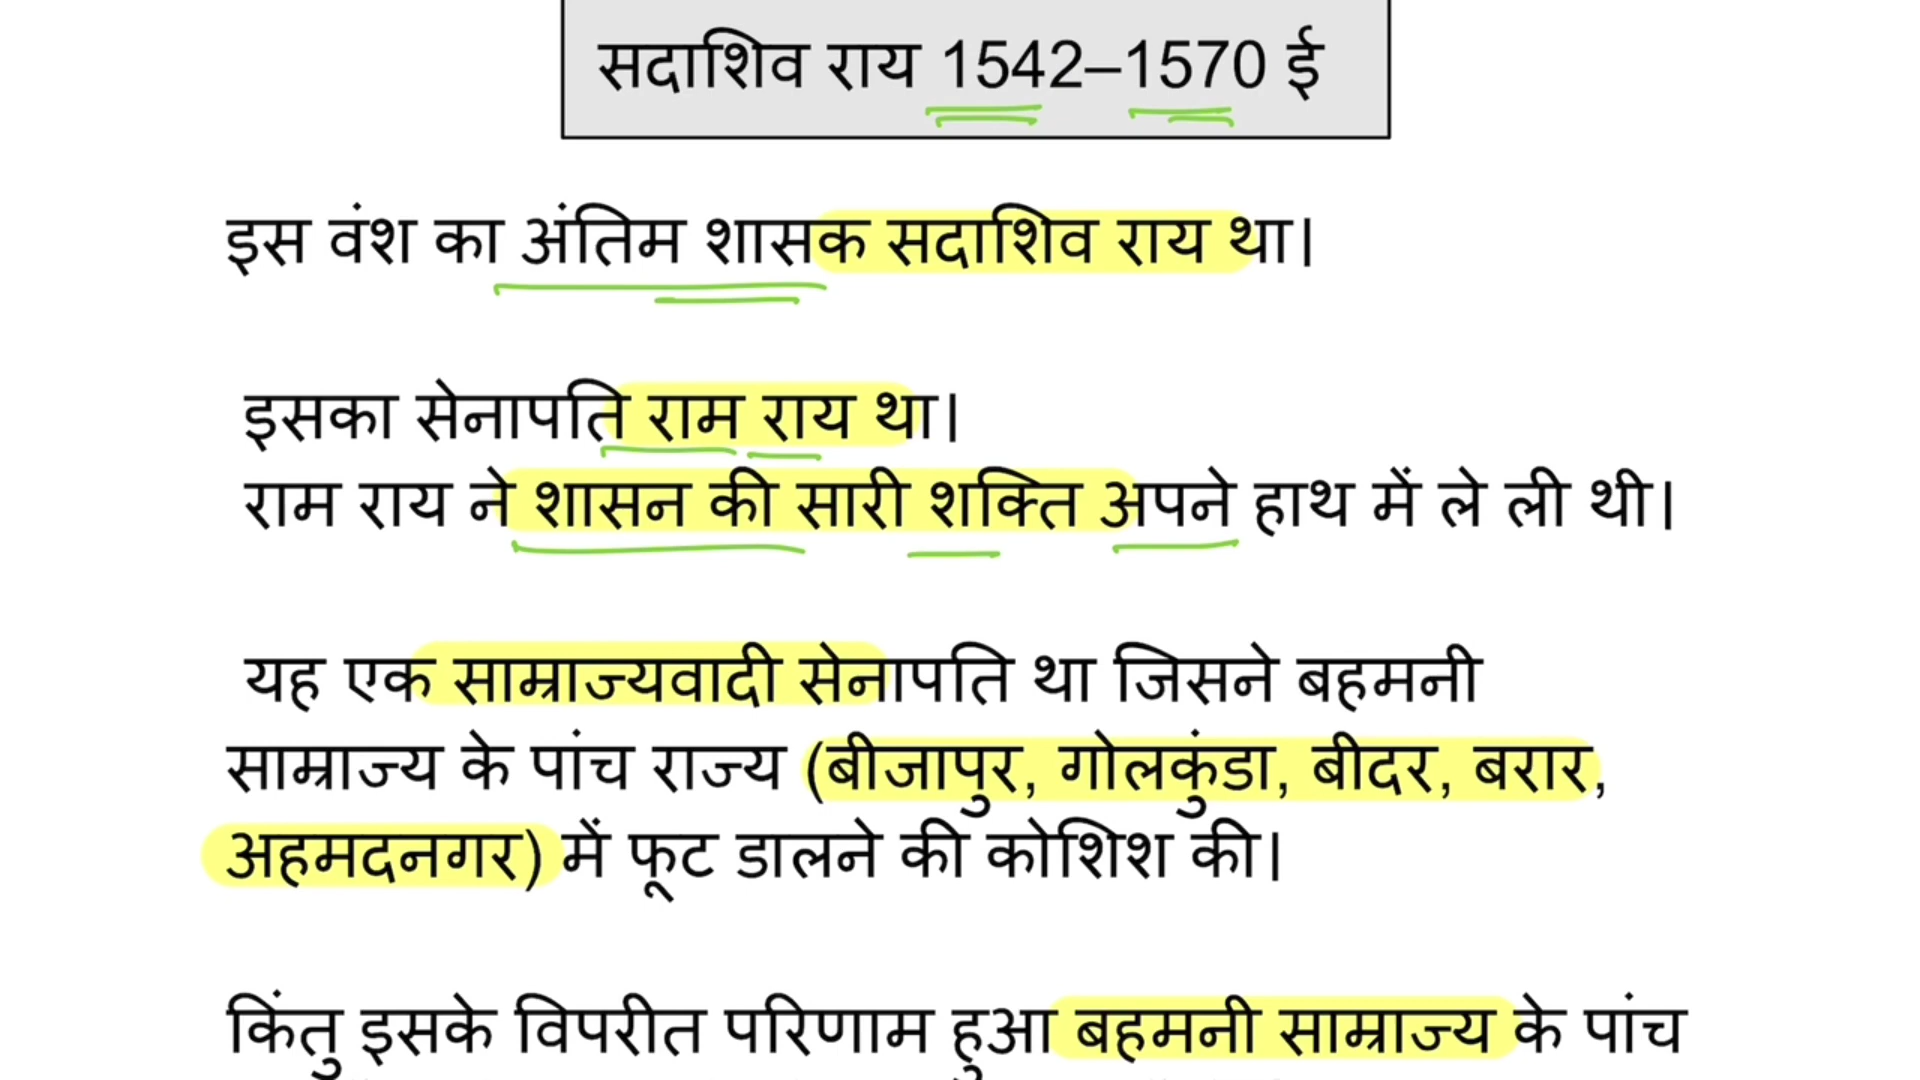 सदाशिव राय 1542–1570 ई
इस वंश का अंतिम शासक सदाशिव राय था।
इसका सेनापति राम राय था।
राम राय ने शासन की सारी शक्ति अपने हाथ में ले ली थी।
यह एक साम्राज्यवादी सेनापति था जिसने बहमनी
साम्राज्य के पांच राज्य (बीजापुर, गोलकुंडा, बीदर, बरार,
अहमदनगर) में फूट डालने की कोशिश की।
किंतु इसके विपरीत परिणाम हुआ बहमनी साम्राज्य के पांच